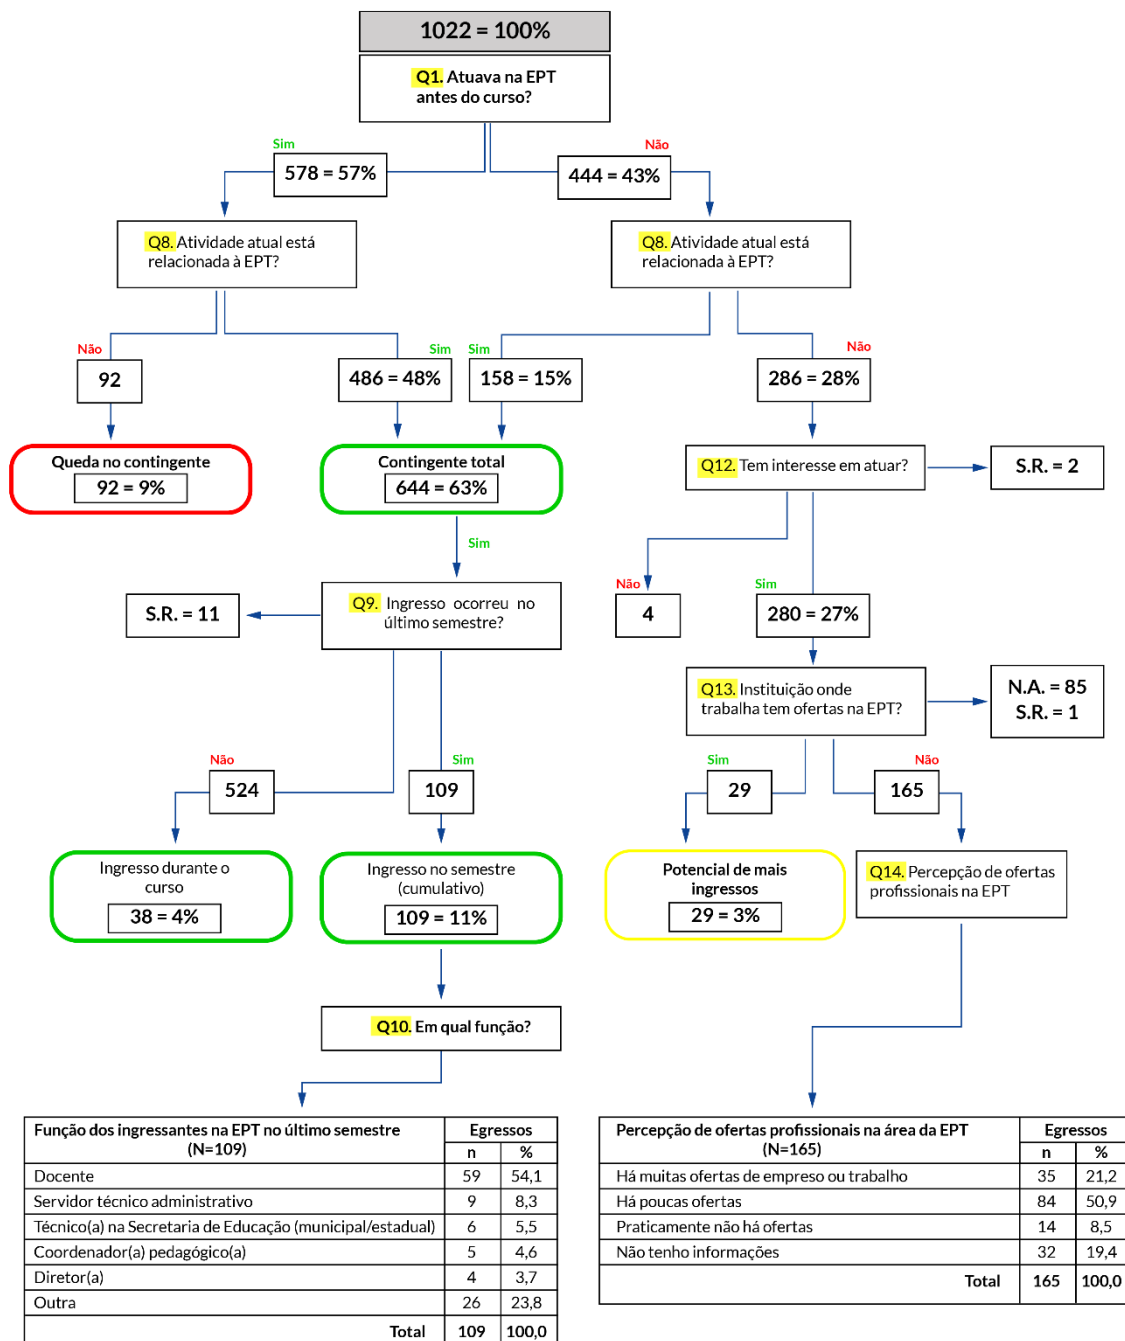 1022 = 100%
Q1. Atuava na EPT
antes do curso?
Sim
Não
578 = 57%
444 = 43%
Q8. Atividade atual está
relacionada à EPT?
Q8. Atividade atual está
relacionada à EPT?
Não
Sim
Sim
Não
92
486 = 48%
158 = 15%
286 = 28%
Queda no contingente
92 = 9%
Contingente total
644 = 63%
Q12. Tem interesse em atuar?
S.R. = 2
Sim
Não
Sim
4
280 = 27%
Q9. Ingresso ocorreu no
último semestre?
S.R. = 11
Q13. Instituição onde
trabalha tem ofertas na EPT?
N.A. = 85
S.R. = 1
Não
Sim
Sim
Não
524
109
29
165
Ingresso durante o
curso
38 = 4%
Ingresso no semestre
(cumulativo)
109 = 11%
Potencial de mais
ingressos
29 = 3%
Q14. Percepção de ofertas
profissionais na EPT
Q10. Em qual função?
Função dos ingressantes na EPT no último semestre
(N=109)
Egressos
n %
Docente 59 54,1
Servidor técnico administrativo 9 8,3
Técnico(a) na Secretaria de Educação (municipal/estadual) 6 5,5
Coordenador(a) pedagógico(a) 5 4,6
Diretor(a) 4 3,7
Outra 26 23,8
Total 109 100,0
Percepção de ofertas profissionais na área da EPT
(N=165)
Egressos
n %
Há muitas ofertas de empreso ou trabalho 35 21,2
Há poucas ofertas 84 50,9
Praticamente não há ofertas 14 8,5
Não tenho informações 32 19,4
Total 165 100,0